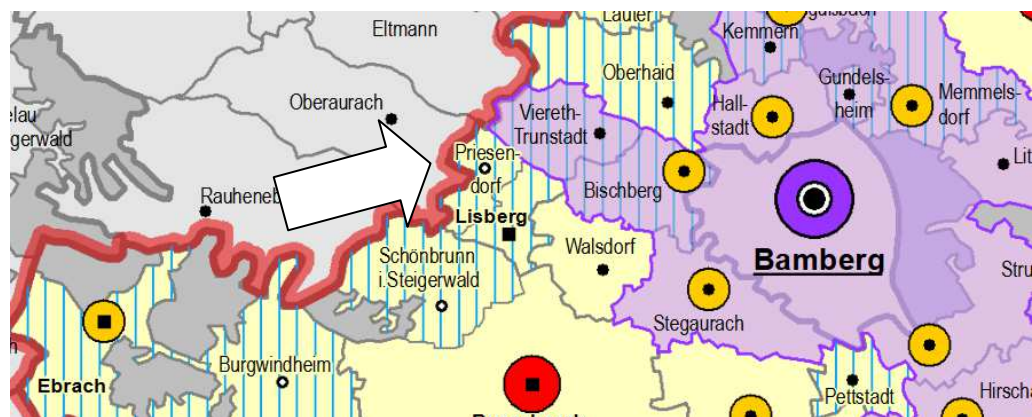 Lauter
Eltmann
Kemmern
Oberhaid
Gundels-
heim
Memmels-
dorf
Oberaurach
Viereth-
Trunstadt
Hall-
stadt
gerwald
Priesen-
dorf
Bischberg
Lisberg
Schönbrunn
i.Steigerwald
Walsdorf
Bamberg
Stegaurach
Burgwindheim
Ebrach
Pettstadt